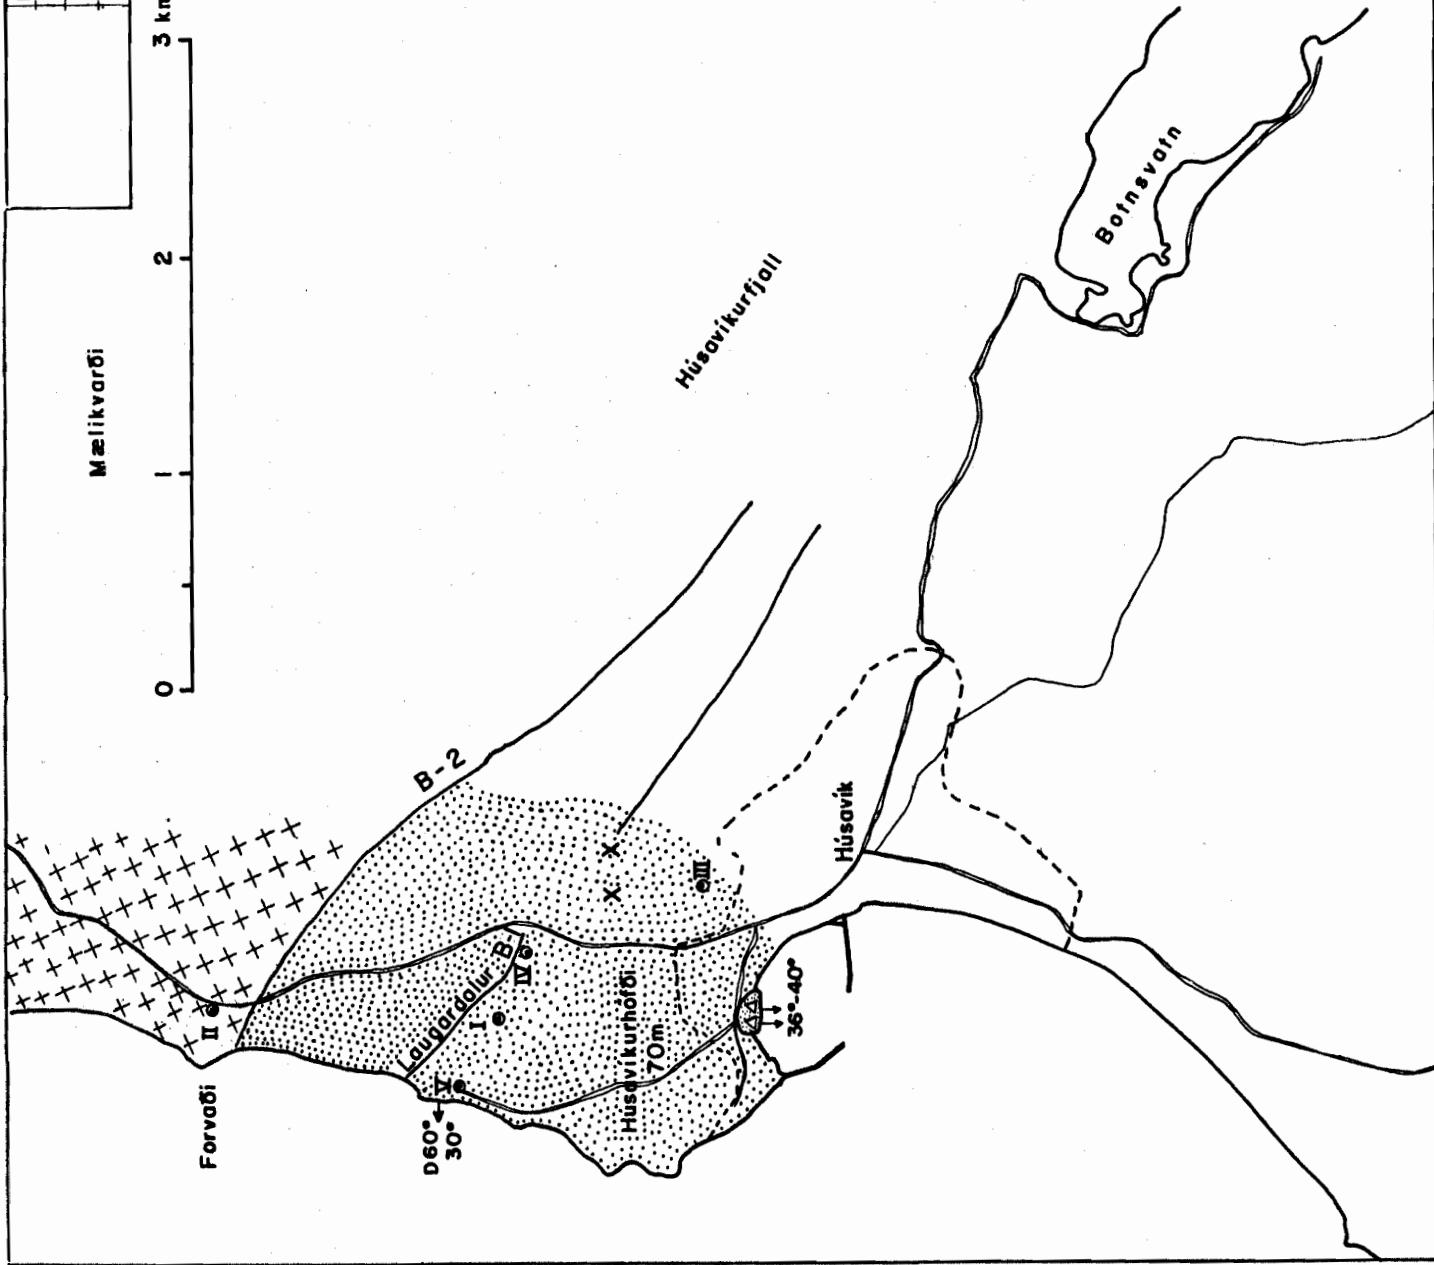 Mælikvarði
0 1 2 3 km
Húsavíkurfjall
Botnsvatn
B-2
Forvaði
II
Laugardalur
B-1
IV
I
V
D60°
30°
Húsavíkurhöfði
70m
III
Húsavík
36°-40°